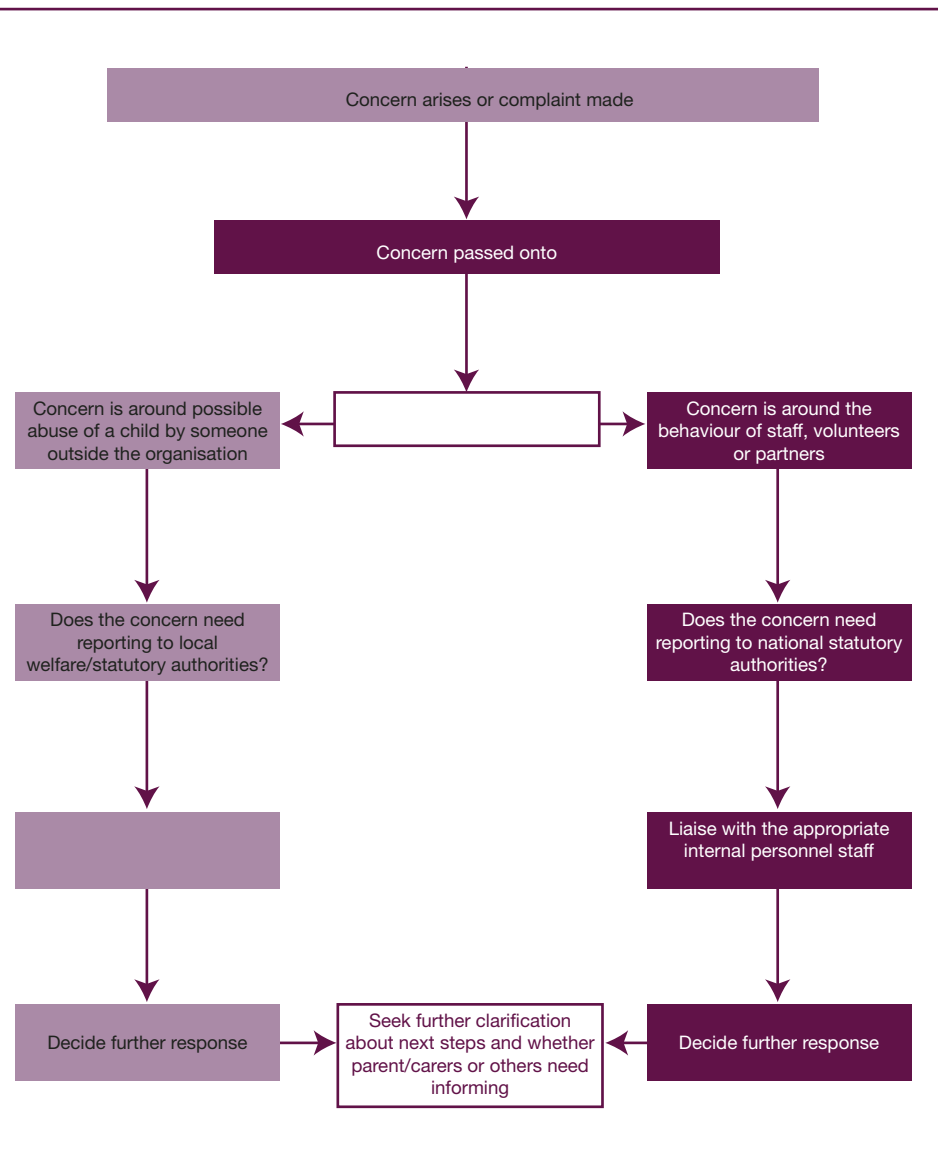 Concern arises or complaint made
Concern passed onto
Concern is around possible
abuse of a child by someone
outside the organisation
Concern is around the
behaviour of staff, volunteers
or partners
Does the concern need
reporting to local
welfare/statutory authorities?
Does the concern need
reporting to national statutory
authorities?
Liaise with the appropriate
internal personnel staff
Decide further response
Seek further clarification
about next steps and whether
parent/carers or others need
informing
Decide further response